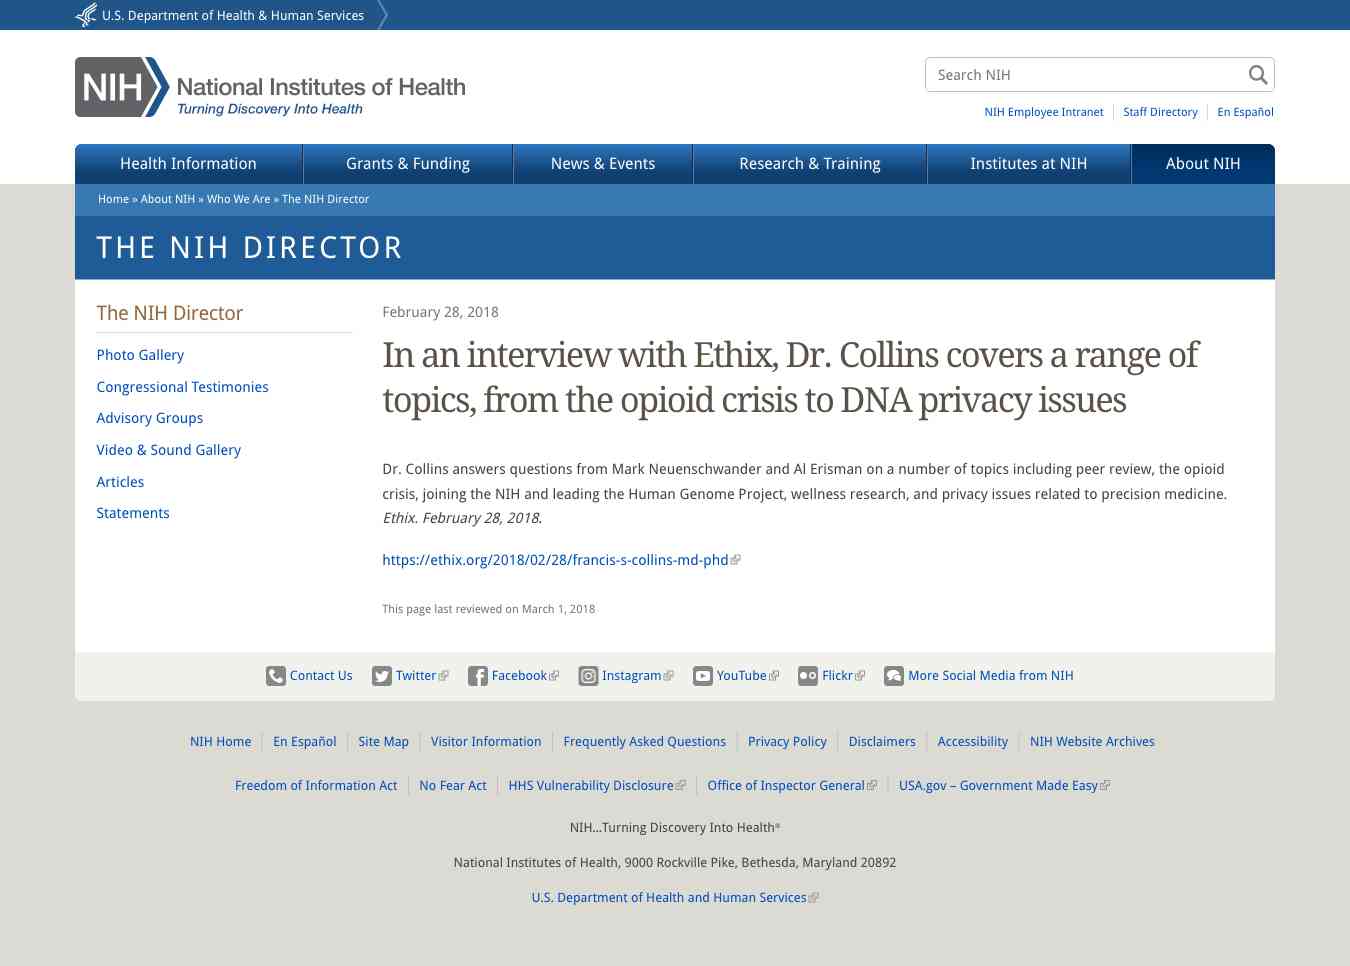 U.S. Department of Health & Human Services
NIH National Institutes of Health
Turning Discovery Into Health
Search NIH
NIH Employee Intranet Staff Directory En Español
Health Information Grants & Funding News & Events Research & Training Institutes at NIH About NIH
Home » About NIH » Who We Are » The NIH Director
THE NIH DIRECTOR
The NIH Director
Photo Gallery
Congressional Testimonies
Advisory Groups
Video & Sound Gallery
Articles
Statements
February 28, 2018
In an interview with Ethix, Dr. Collins covers a range of
topics, from the opioid crisis to DNA privacy issues
Dr. Collins answers questions from Mark Neuenschwander and Al Erisman on a number of topics including peer review, the opioid
crisis, joining the NIH and leading the Human Genome Project, wellness research, and privacy issues related to precision medicine.
Ethix. February 28, 2018.
https://ethix.org/2018/02/28/francis-s-collins-md-phd
This page last reviewed on March 1, 2018
Contact Us Twitter Facebook Instagram YouTube Flickr More Social Media from NIH
NIH Home En Español Site Map Visitor Information Frequently Asked Questions Privacy Policy Disclaimers Accessibility NIH Website Archives
Freedom of Information Act No Fear Act HHS Vulnerability Disclosure Office of Inspector General USA.gov – Government Made Easy
NIH…Turning Discovery Into Health®
National Institutes of Health, 9000 Rockville Pike, Bethesda, Maryland 20892
U.S. Department of Health and Human Services